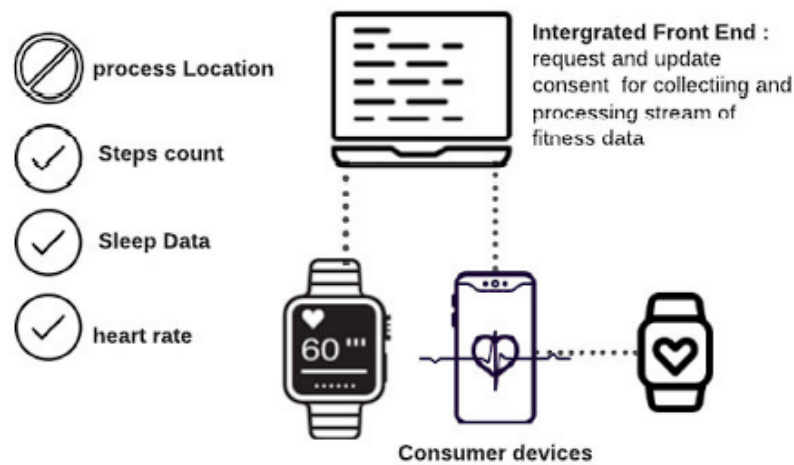 process Location
Steps count
Sleep Data
heart rate
Intergrated Front End :
request and update
consent for collectiing and
processing stream of
fitness data
60 '''
Consumer devices